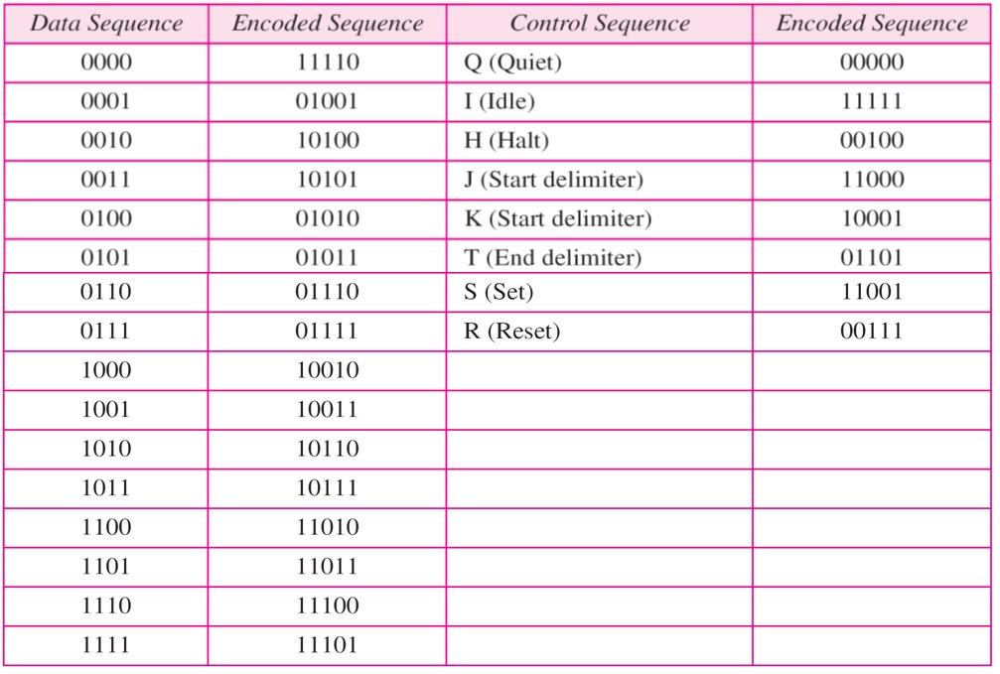 Data Sequence Encoded Sequence Control Sequence Encoded Sequence
0000 11110 Q (Quiet) 00000
0001 01001 I (Idle) 11111
0010 10100 H (Halt) 00100
0011 10101 J (Start delimiter) 11000
0100 01010 K (Start delimiter) 10001
0101 01011 T (End delimiter) 01101
0110 01110 S (Set) 11001
0111 01111 R (Reset) 00111
1000 10010
1001 10011
1010 10110
1011 10111
1100 11010
1101 11011
1110 11100
1111 11101